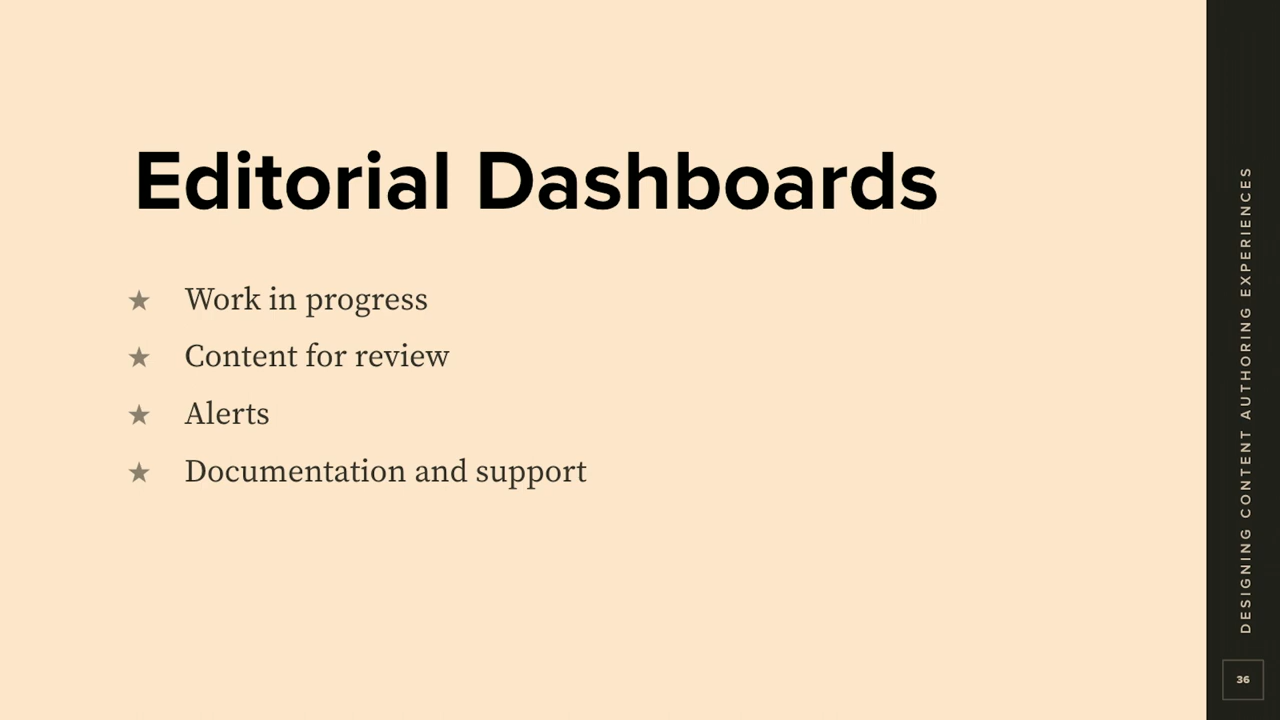 Editorial Dashboards
★ Work in progress
★ Content for review
★ Alerts
★ Documentation and support
DESIGNING CONTENT AUTHORING EXPERIENCES
36